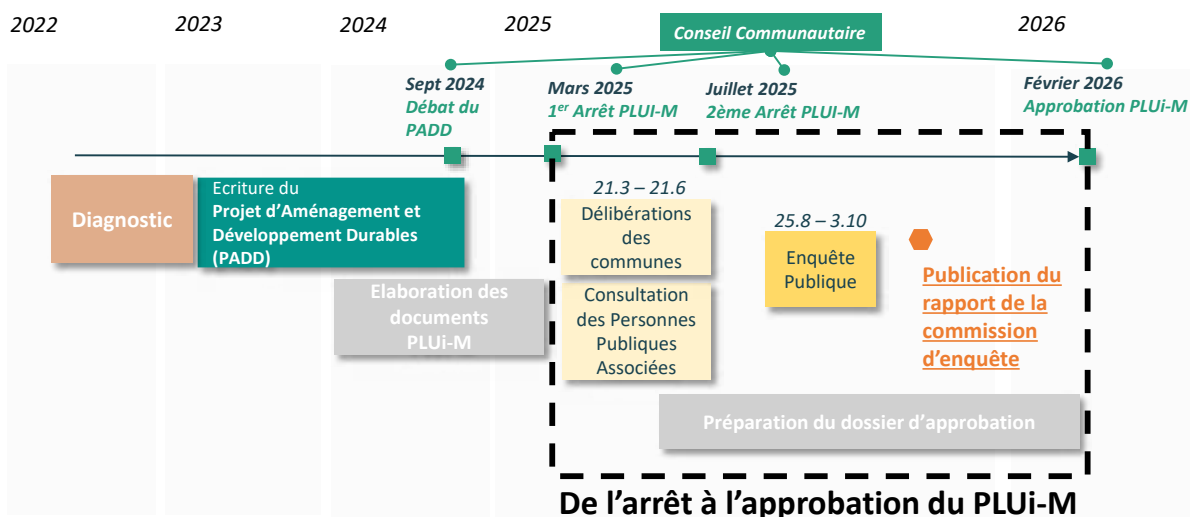 2022
2023
2024
2025
2026
Conseil Communautaire
Sept 2024
Débat du
PADD
Mars 2025
1er Arrêt PLUI-M
Juillet 2025
2ème Arrêt PLUI-M
Février 2026
Approbation PLUi-M
Diagnostic
Ecriture du
Projet d'Aménagement et
Développement Durables
(PADD)
Elaboration des
documents
PLUi-M
21.3 – 21.6
Délibérations
des
communes
Consultation
des Personnes
Publiques
Associées
25.8 – 3.10
Enquête
Publique
Publication du
rapport de la
commission
d'enquête
Préparation du dossier d'approbation
De l'arrêt à l'approbation du PLUi-M